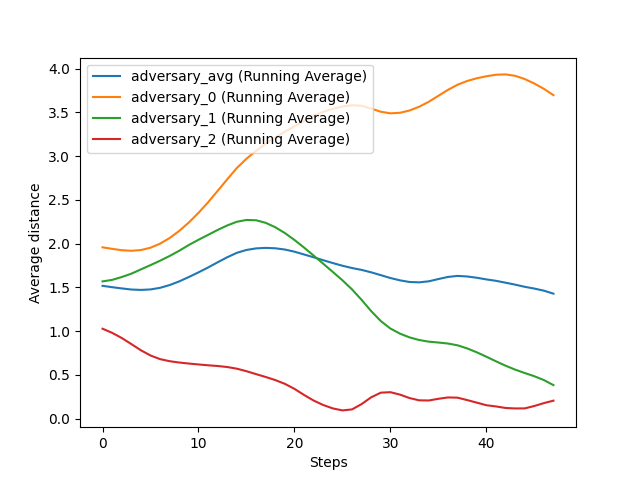 4.0
3.5
3.0
2.5
2.0
1.5
1.0
0.5
0.0
Average distance
adversary_avg (Running Average)
adversary_0 (Running Average)
adversary_1 (Running Average)
adversary_2 (Running Average)
0 10 20 30 40
Steps